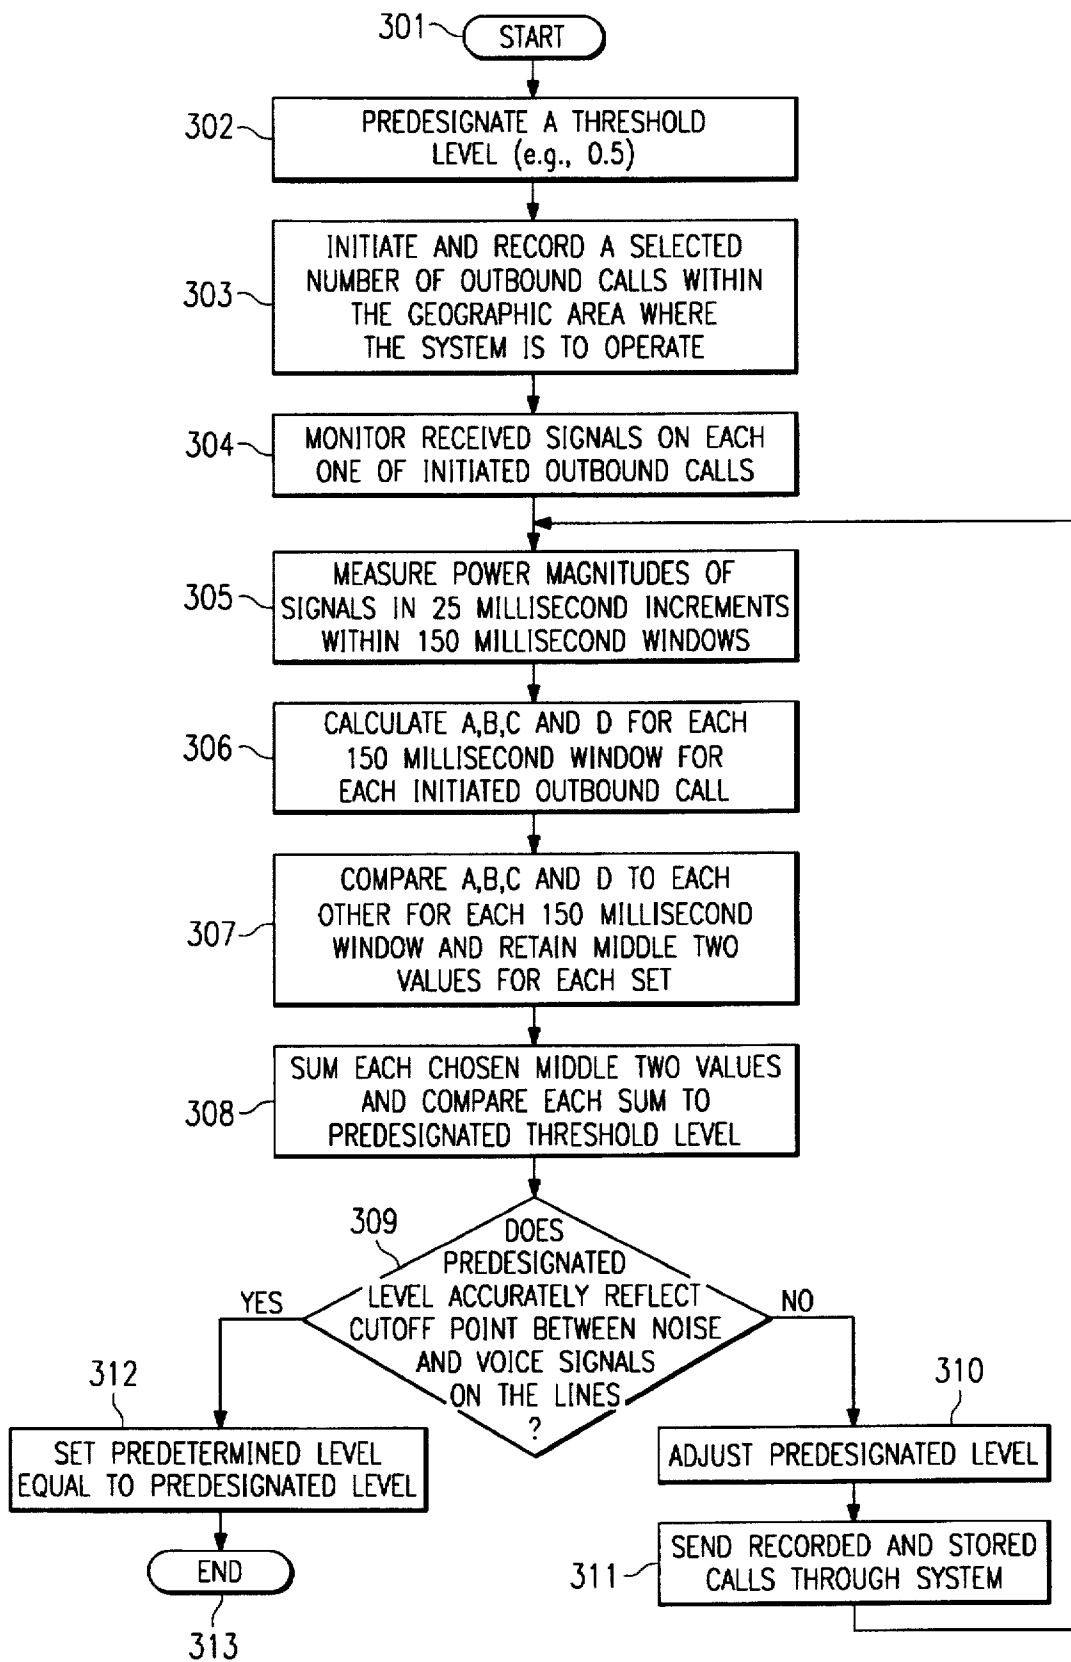 301
START
302
PREDESIGNATE A THRESHOLD
LEVEL (e.g., 0.5)
303
INITIATE AND RECORD A SELECTED
NUMBER OF OUTBOUND CALLS WITHIN
THE GEOGRAPHIC AREA WHERE
THE SYSTEM IS TO OPERATE
304
MONITOR RECEIVED SIGNALS ON EACH
ONE OF INITIATED OUTBOUND CALLS
305
MEASURE POWER MAGNITUDES OF
SIGNALS IN 25 MILLISECOND INCREMENTS
WITHIN 150 MILLISECOND WINDOWS
306
CALCULATE A,B,C AND D FOR EACH
150 MILLISECOND WINDOW FOR
EACH INITIATED OUTBOUND CALL
307
COMPARE A,B,C AND D TO EACH
OTHER FOR EACH 150 MILLISECOND
WINDOW AND RETAIN MIDDLE TWO
VALUES FOR EACH SET
308
SUM EACH CHOSEN MIDDLE TWO VALUES
AND COMPARE EACH SUM TO
PREDESIGNATED THRESHOLD LEVEL
309
DOES
PREDESIGNATED
LEVEL ACCURATELY REFLECT
CUTOFF POINT BETWEEN NOISE
AND VOICE SIGNALS
ON THE LINES
?
YES
NO
312
SET PREDETERMINED LEVEL
EQUAL TO PREDESIGNATED LEVEL
END
313
310
ADJUST PREDESIGNATED LEVEL
311
SEND RECORDED AND STORED
CALLS THROUGH SYSTEM